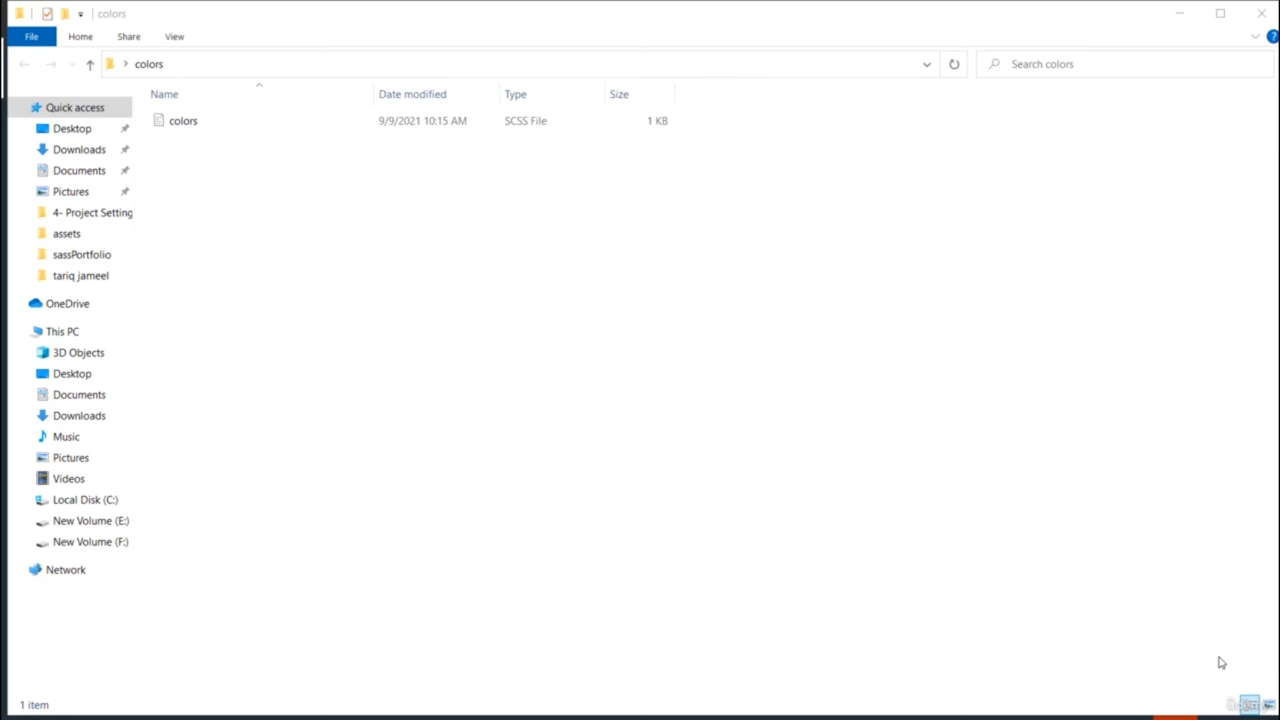 colors
File Home Share View
colors
Search colors
Name Date modified Type Size
colors 9/9/2021 10:15 AM SCSS File 1 KB
Quick access
Desktop
Downloads
Documents
Pictures
4- Project Setting
assets
sassPortfolio
tariq jameel
OneDrive
This PC
3D Objects
Desktop
Documents
Downloads
Music
Pictures
Videos
Local Disk (C:)
New Volume (E:)
New Volume (F:)
Network
1 item